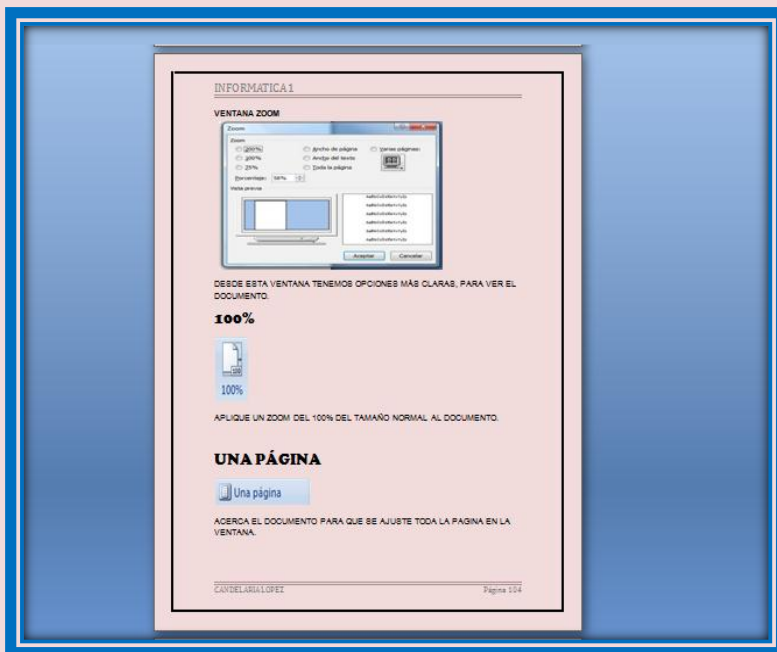 INFORMATICA 1
VENTANA ZOOM
Zoom
Zoom
200%
Ancho de página
Varias páginas:
100%
Ancho del texto
75%
Toda la página
Porcentaje: 58%
Vista previa
Aceptar
Cancelar
DESDE ESTA VENTANA TENEMOS OPCIONES MÁS CLARAS, PARA VER EL
DOCUMENTO.
100%
100
100%
APLIQUE UN ZOOM DEL 100% DEL TAMAÑO NORMAL AL DOCUMENTO.
UNA PÁGINA
Una página
ACERCA EL DOCUMENTO PARA QUE SE AJUSTE TODA LA PAGINA EN LA
VENTANA.
CANDELARIA LOPEZ
Página 104